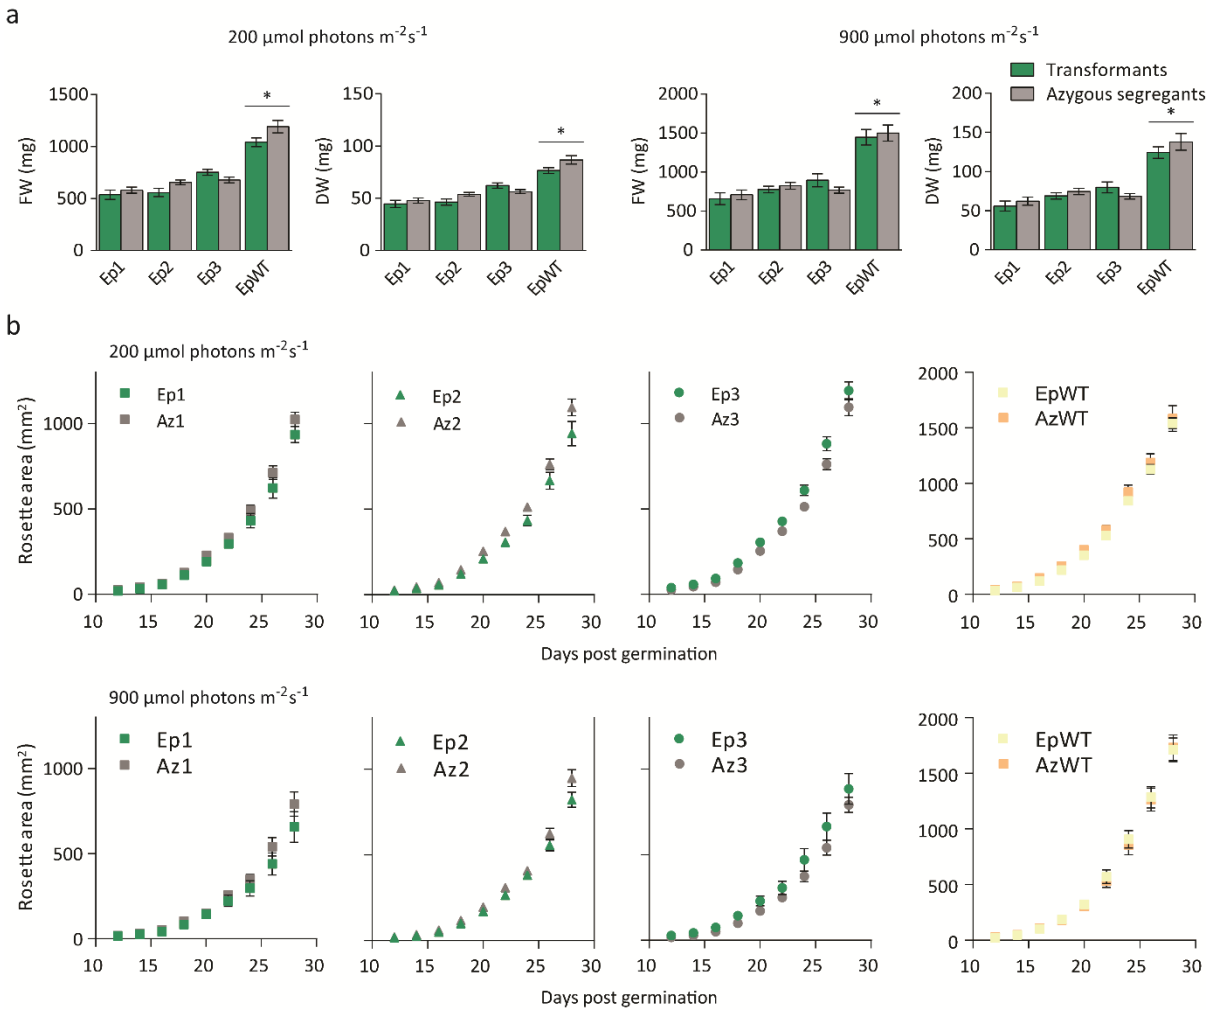 a
200 µmol photons m⁻²s⁻¹
900 µmol photons m⁻²s⁻¹
Transformants
Azygous segregants
FW (mg)
1500
1000
500
0
Ep1
Ep2
Ep3
EpWT
*
DW (mg)
150
100
50
0
Ep1
Ep2
Ep3
EpWT
*
FW (mg)
2000
1500
1000
500
0
Ep1
Ep2
Ep3
EpWT
*
DW (mg)
200
150
100
50
0
Ep1
Ep2
Ep3
EpWT
*
b
200 µmol photons m⁻²s⁻¹
Rosette area (mm²)
1000
500
0
Ep1
Az1
10 15 20 25 30
Ep2
Az2
10 15 20 25 30
Ep3
Az3
10 15 20 25 30
2000
1500
1000
500
0
EpWT
AzWT
10 15 20 25 30
Days post germination
900 µmol photons m⁻²s⁻¹
Rosette area (mm²)
1000
500
0
Ep1
Az1
10 15 20 25 30
Ep2
Az2
10 15 20 25 30
Ep3
Az3
10 15 20 25 30
2000
1500
1000
500
0
EpWT
AzWT
10 15 20 25 30
Days post germination